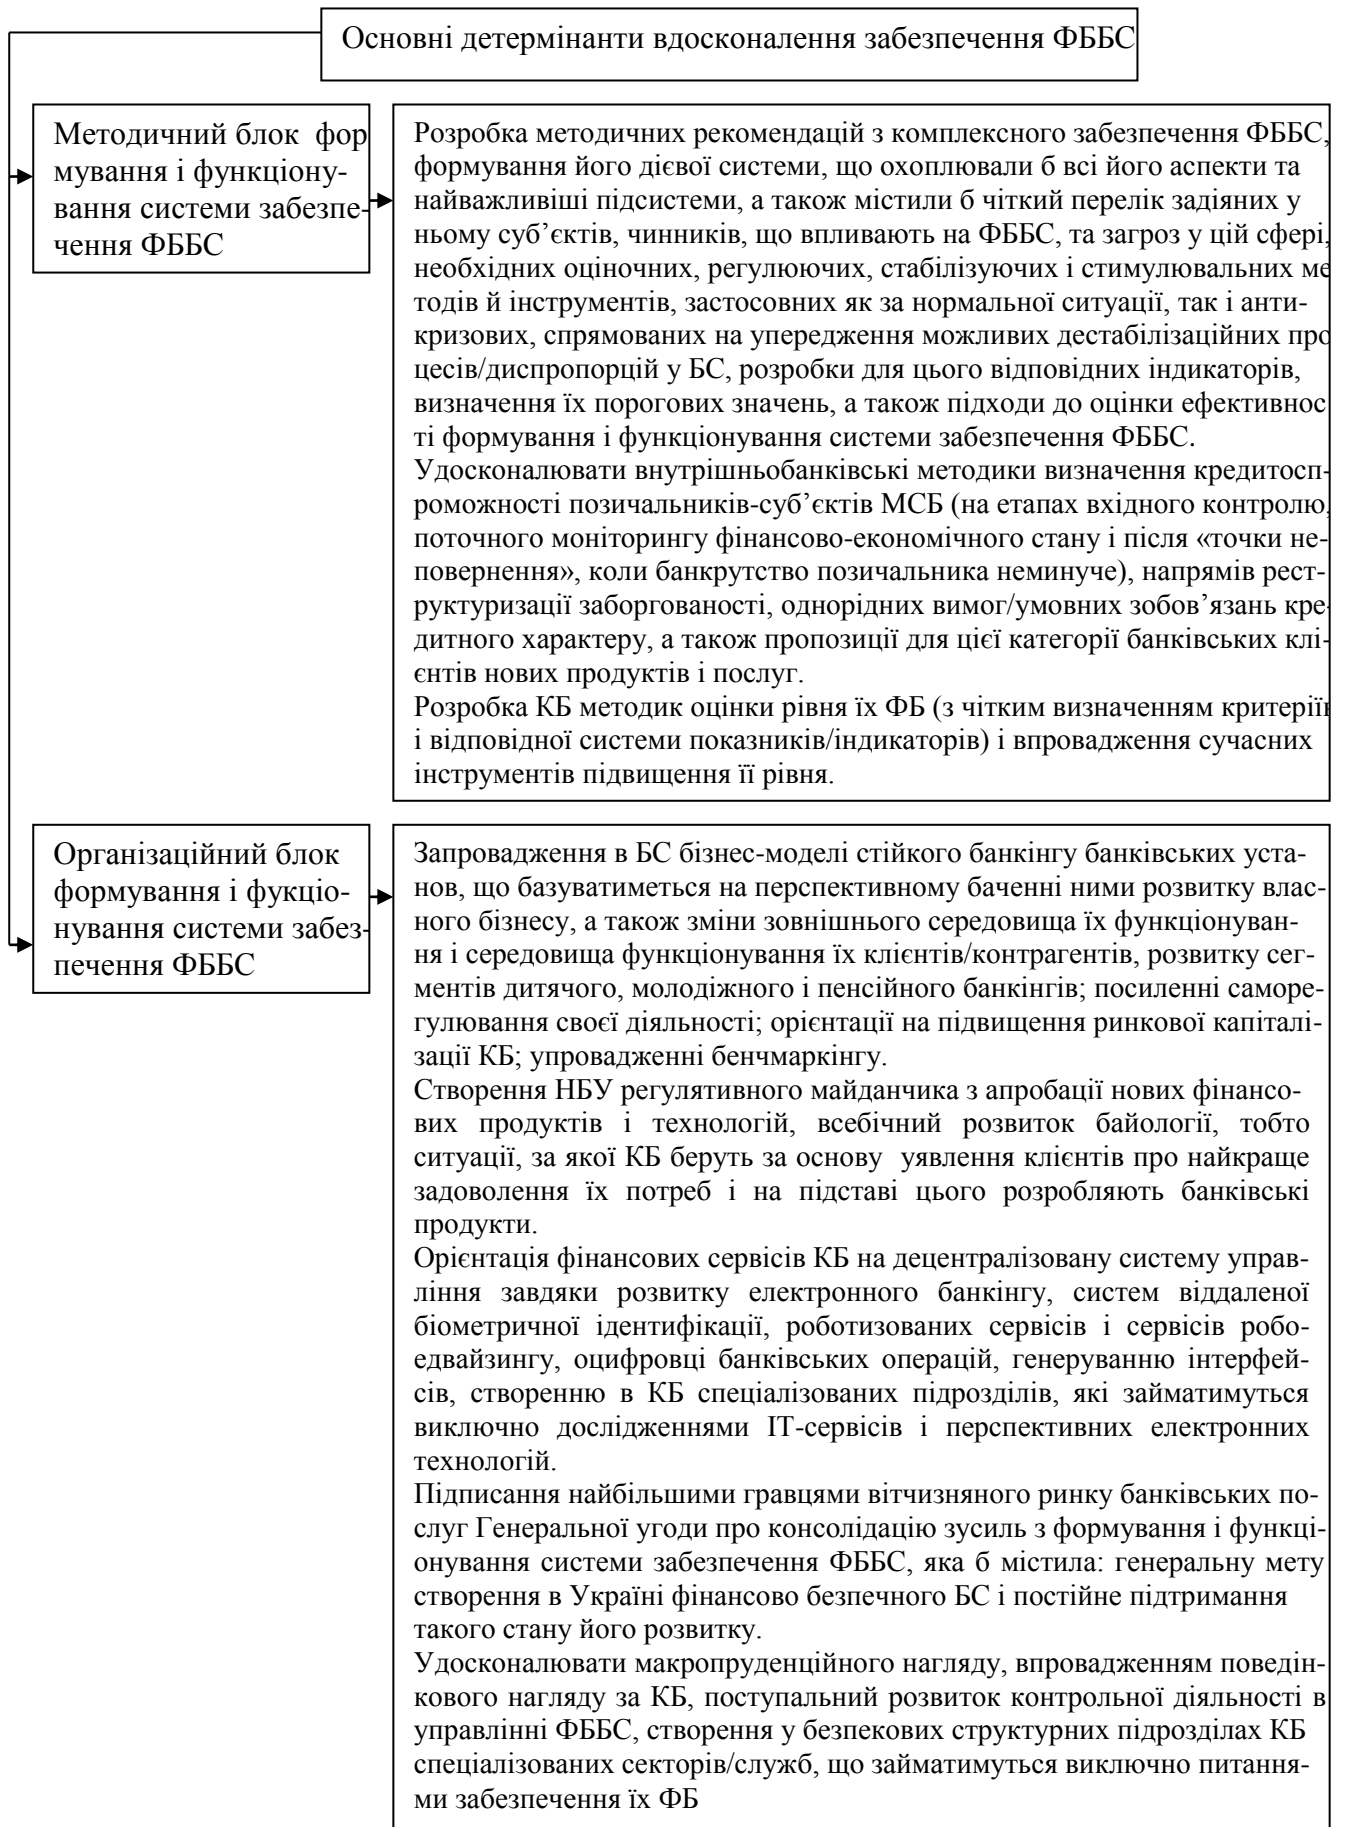 Основні детермінанти вдосконалення забезпечення ФББС
Методичний блок фор
мування і функціону-
вання системи забезпе-
чення ФББС
Розробка методичних рекомендацій з комплексного забезпечення ФББС,
формування його дієвої системи, що охоплювали б всі його аспекти та
найважливіші підсистеми, а також містили б чіткий перелік задіяних у
ньому суб’єктів, чинників, що впливають на ФББС, та загроз у цій сфері,
необхідних оціночних, регулюючих, стабілізуючих і стимулювальних ме
тодів й інструментів, застосовних як за нормальної ситуації, так і анти-
кризових, спрямованих на упередження можливих дестабілізаційних про
цесів/диспропорцій у БС, розробки для цього відповідних індикаторів,
визначення їх порогових значень, а також підходи до оцінки ефективнос
ті формування і функціонування системи забезпечення ФББС.
Удосконалювати внутрішньобанківські методики визначення кредитосп-
роможності позичальників-суб’єктів МСБ (на етапах вхідного контролю,
поточного моніторингу фінансово-економічного стану і після «точки не-
повернення», коли банкрутство позичальника неминуче), напрямів рест-
руктуризації заборгованості, однорідних вимог/умовних зобов’язань кре-
дитного характеру, а також пропозиції для цієї категорії банківських клі-
єнтів нових продуктів і послуг.
Розробка КБ методик оцінки рівня їх ФБ (з чітким визначенням критеріїв
і відповідної системи показників/індикаторів) і впровадження сучасних
інструментів підвищення її рівня.
Організаційний блок
формування і фукціо-
нування системи забез-
печення ФББС
Запровадження в БС бізнес-моделі стійкого банкінгу банківських уста-
нов, що базуватиметься на перспективному баченні ними розвитку влас-
ного бізнесу, а також зміни зовнішнього середовища їх функціонуван-
ня і середовища функціонування їх клієнтів/контрагентів, розвитку сег-
ментів дитячого, молодіжного і пенсійного банкінгів; посиленні саморе-
гулювання своєї діяльності; орієнтації на підвищення ринкової капіталі-
зації КБ; упровадженні бенчмаркінгу.
Створення НБУ регулятивного майданчика з апробації нових фінансо-
вих продуктів і технологій, всебічний розвиток байології, тобто
ситуації, за якої КБ беруть за основу уявлення клієнтів про найкраще
задоволення їх потреб і на підставі цього розробляють банківські
продукти.
Орієнтація фінансових сервісів КБ на децентралізовану систему управ-
ління завдяки розвитку електронного банкінгу, систем віддаленої
біометричної ідентифікації, роботизованих сервісів і сервісів робо-
едвайзингу, оцифровці банківських операцій, генеруванню інтерфей-
сів, створенню в КБ спеціалізованих підрозділів, які займатимуться
виключно дослідженнями ІТ-сервісів і перспективних електронних
технологій.
Підписання найбільшими гравцями вітчизняного ринку банківських по-
слуг Генеральної угоди про консолідацію зусиль з формування і функці-
онування системи забезпечення ФББС, яка б містила: генеральну мету
створення в Україні фінансово безпечного БС і постійне підтримання
такого стану його розвитку.
Удосконалювати макропруденційного нагляду, впровадженням поведін-
кового нагляду за КБ, поступальний розвиток контрольної діяльності в
управлінні ФББС, створення у безпекових структурних підрозділах КБ
спеціалізованих секторів/служб, що займатимуться виключно питання-
ми забезпечення їх ФБ